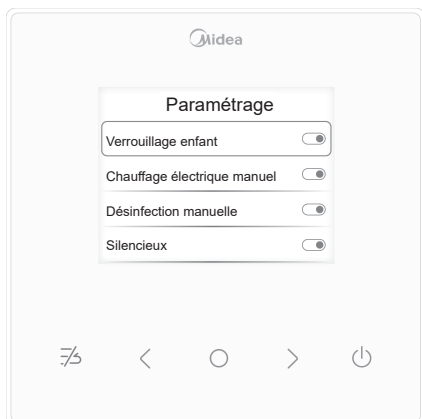 Midea
Paramétrage
Verrouillage enfant
Chauffage électrique manuel
Désinfection manuelle
Silencieux